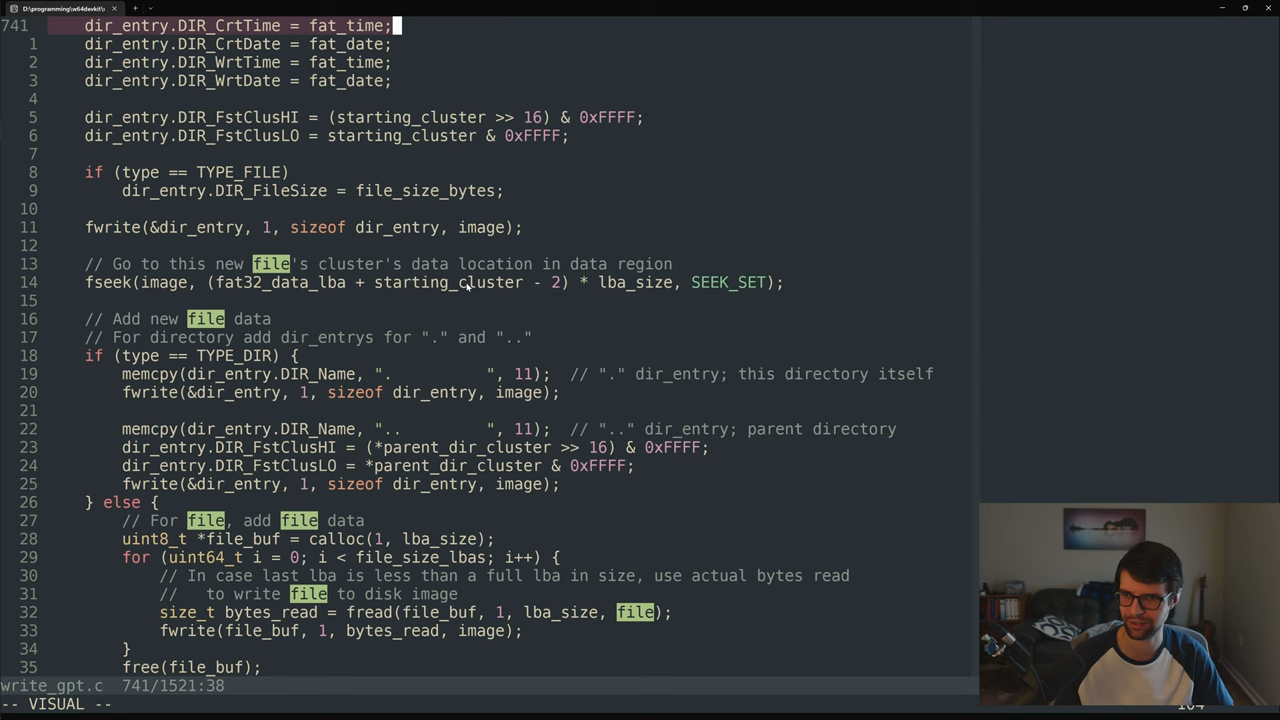 D:\programming\w64devkit\
741 dir_entry.DIR_CrtTime = fat_time;
1 dir_entry.DIR_CrtDate = fat_date;
2 dir_entry.DIR_WrtTime = fat_time;
3 dir_entry.DIR_WrtDate = fat_date;
4
5 dir_entry.DIR_FstClusHI = (starting_cluster >> 16) & 0xFFFF;
6 dir_entry.DIR_FstClusLO = starting_cluster & 0xFFFF;
7
8 if (type == TYPE_FILE)
9 dir_entry.DIR_FileSize = file_size_bytes;
10
11 fwrite(&dir_entry, 1, sizeof dir_entry, image);
12
13 // Go to this new file's cluster's data location in data region
14 fseek(image, (fat32_data_lba + starting_cluster - 2) * lba_size, SEEK_SET);
15
16 // Add new file data
17 // For directory add dir_entrys for "." and ".."
18 if (type == TYPE_DIR) {
19 memcpy(dir_entry.DIR_Name, ".          ", 11);  // "." dir_entry; this directory itself
20 fwrite(&dir_entry, 1, sizeof dir_entry, image);
21
22 memcpy(dir_entry.DIR_Name, "..         ", 11);  // ".." dir_entry; parent directory
23 dir_entry.DIR_FstClusHI = (*parent_dir_cluster >> 16) & 0xFFFF;
24 dir_entry.DIR_FstClusLO = *parent_dir_cluster & 0xFFFF;
25 fwrite(&dir_entry, 1, sizeof dir_entry, image);
26 } else {
27 // For file, add file data
28 uint8_t *file_buf = calloc(1, lba_size);
29 for (uint64_t i = 0; i < file_size_lbas; i++) {
30 // In case last lba is less than a full lba in size, use actual bytes read
31 //   to write file to disk image
32 size_t bytes_read = fread(file_buf, 1, lba_size, file);
33 fwrite(file_buf, 1, bytes_read, image);
34 }
35 free(file_buf);
write_gpt.c 741/1521:38
-- VISUAL --